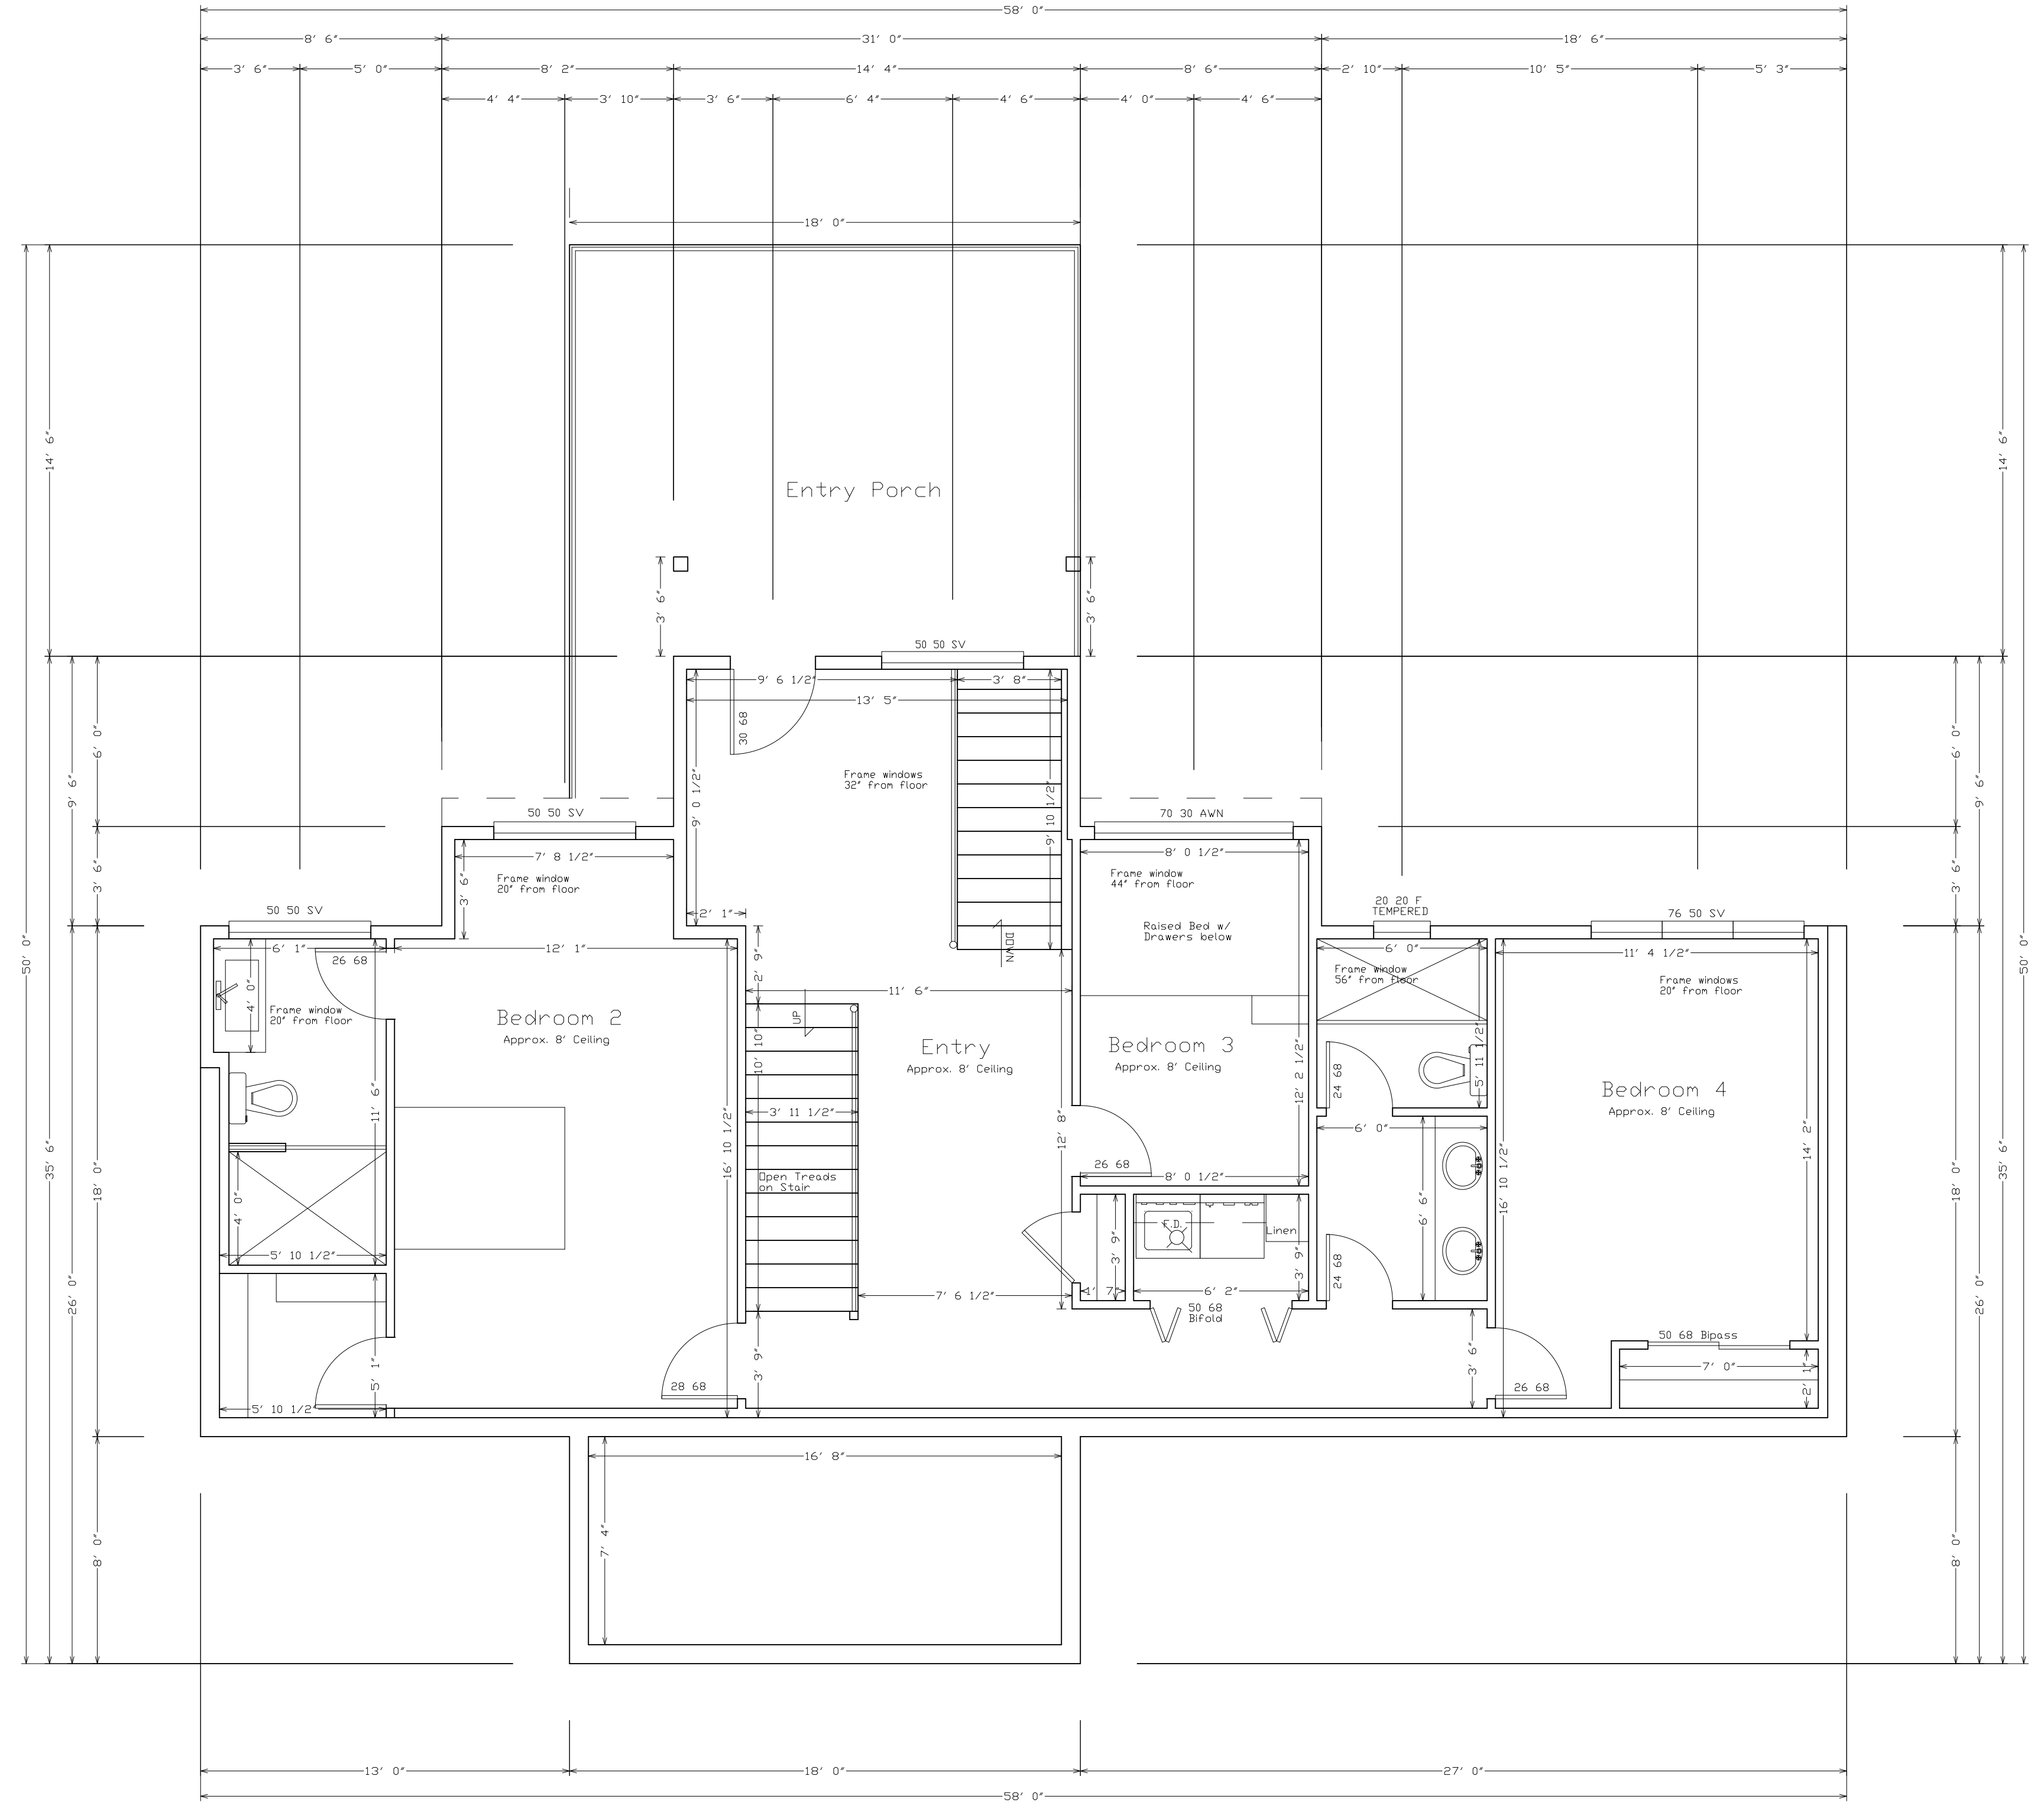 58' 0"
8' 6" 31' 0" 18' 6"
3' 6" 5' 0" 8' 2" 14' 4" 8' 6" 2' 10" 10' 5" 5' 3"
4' 4" 3' 10" 3' 6" 6' 4" 4' 6" 4' 0" 4' 6"
18' 0"
14' 6"
14' 6"
Entry Porch
3' 6"
3' 6"
50 50 SV
9' 6 1/2" 3' 8"
13' 5"
30 68
6' 0"
6' 0"
9' 6"
9' 6"
Frame windows
32" from floor
9' 0 1/2"
9' 10 1/2"
50 50 SV
70 30 AWN
7' 8 1/2"
8' 0 1/2"
3' 6"
3' 6"
3' 6"
Frame window
20" from floor
Frame window
44" from floor
50 50 SV
2' 1"
20 20 F
TEMPERED
76 50 SV
Raised Bed w/
Drawers below
6' 1"
26 68
12' 1"
DOWN
6' 0"
11' 4 1/2"
50' 0"
50' 0"
Frame window
56" from floor
Frame windows
20" from floor
4' 0"
2' 9"
11' 6"
Frame window
20" from floor
Bedroom 2
Approx. 8' Ceiling
UP
10' 10"
Entry
Approx. 8' Ceiling
Bedroom 3
Approx. 8' Ceiling
12' 2 1/2"
5' 11 1/2"
24 68
Bedroom 4
Approx. 8' Ceiling
11' 6"
3' 11 1/2"
12' 8"
6' 0"
16' 10 1/2"
16' 10 1/2"
14' 2"
35' 6"
35' 6"
18' 0"
18' 0"
26 68
8' 0 1/2"
Open Treads
on Stair
4' 0"
6' 6"
F.D.
Linen
5' 10 1/2"
3' 9"
3' 9"
24 68
26' 0"
26' 0"
7' 6 1/2"
1' 7"
6' 2"
50 68
Bifold
50 68 Bipass
7' 0"
5' 1"
3' 9"
3' 6"
2' 1"
28 68
26 68
5' 10 1/2"
16' 8"
7' 4"
8' 0"
8' 0"
13' 0" 18' 0" 27' 0"
58' 0"